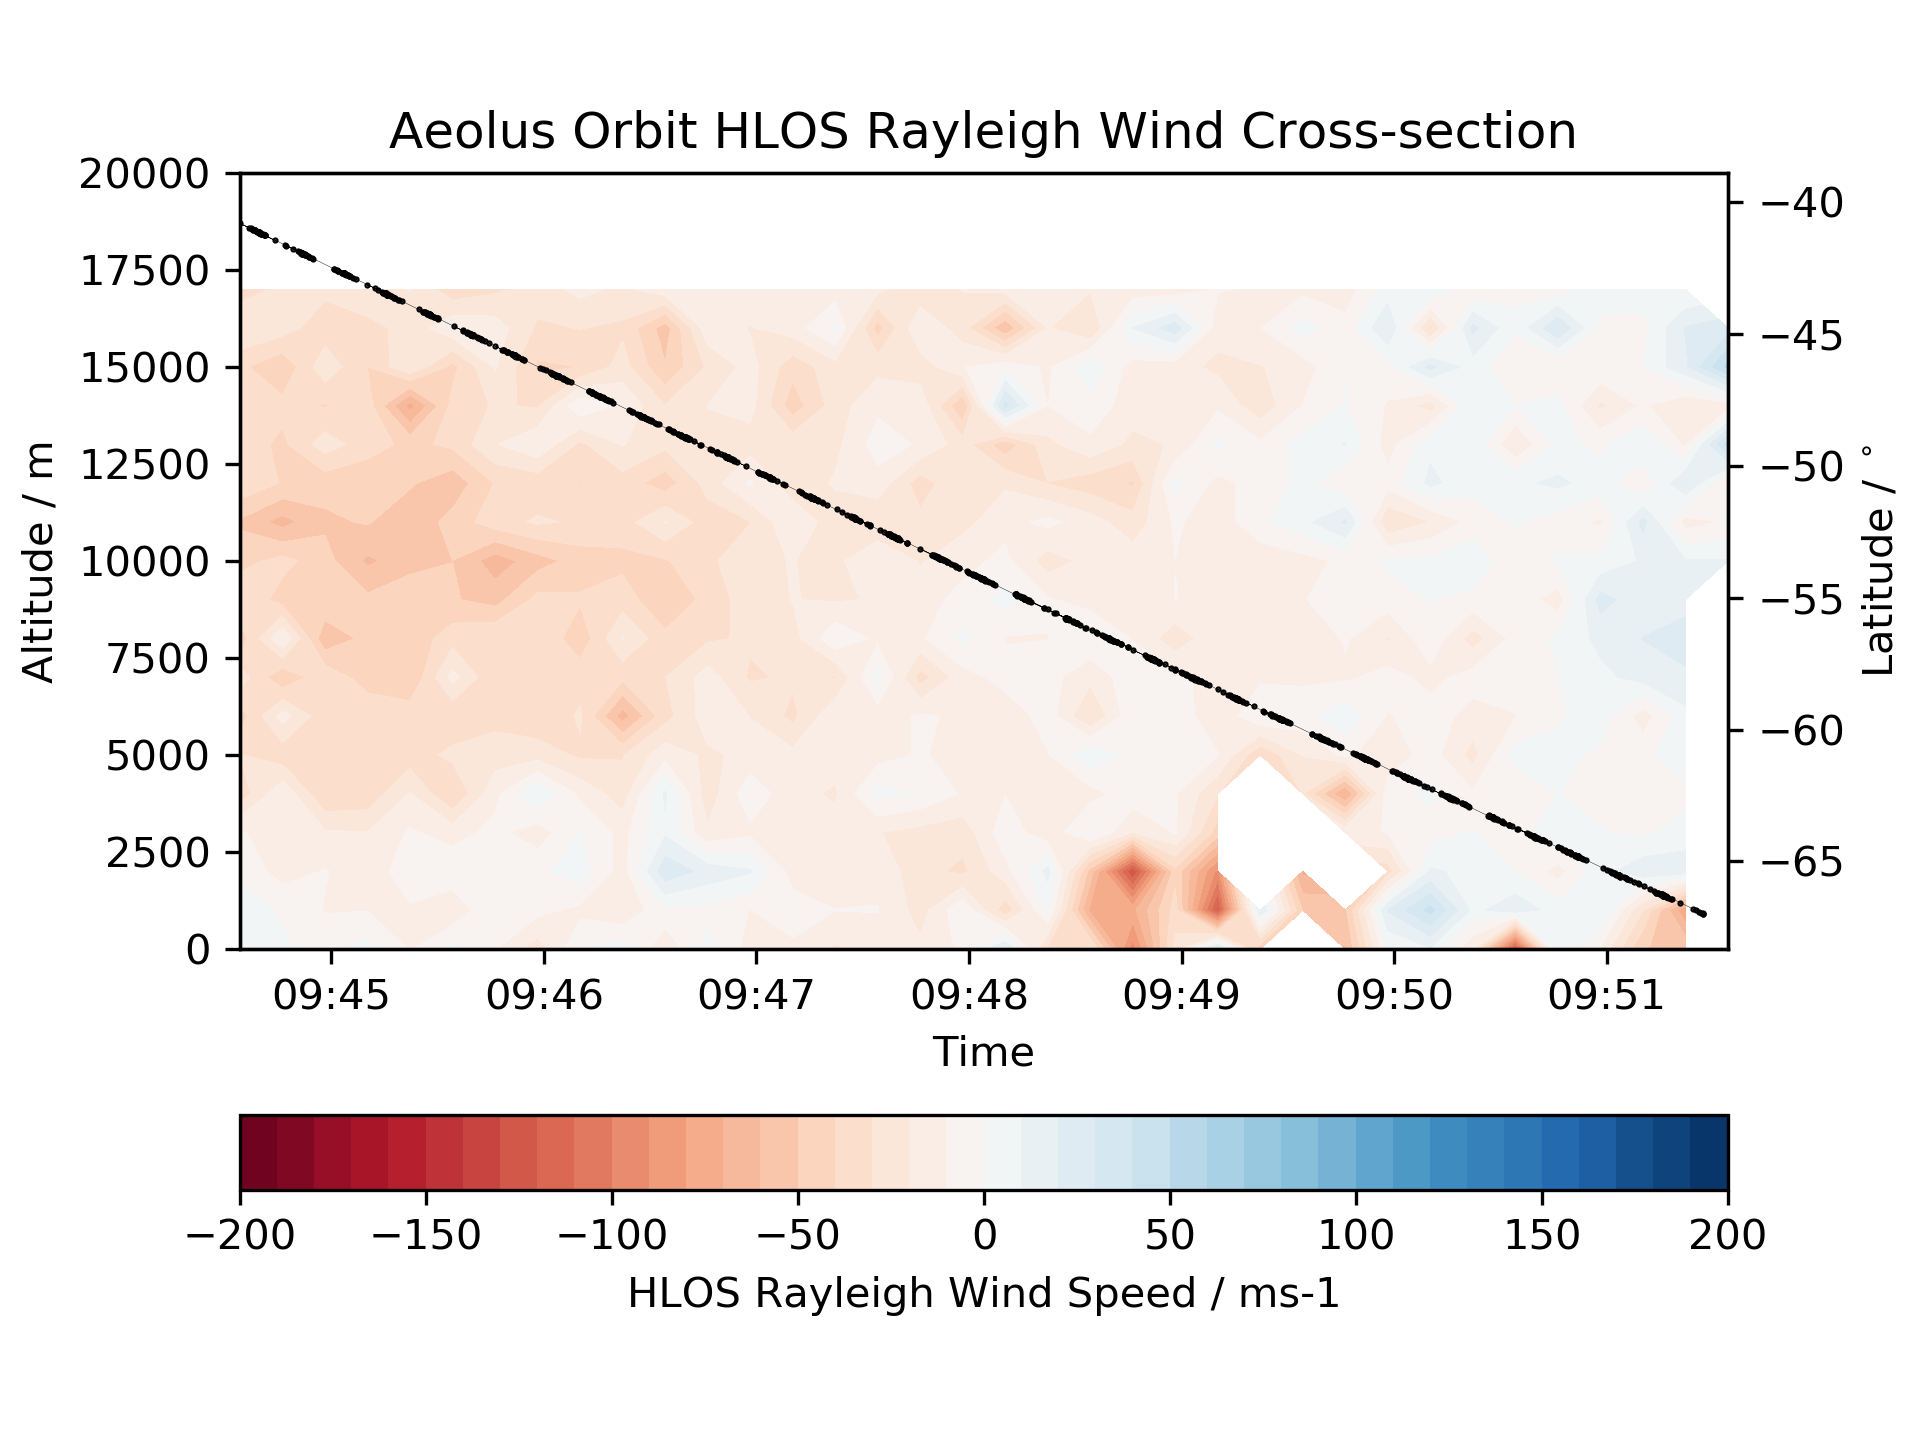 Aeolus Orbit HLOS Rayleigh Wind Cross-section
20000
17500
15000
12500
10000
7500
5000
2500
0
Altitude / m
−40
−45
−50
−55
−60
−65
Latitude / °
09:45 09:46 09:47 09:48 09:49 09:50 09:51
Time
−200 −150 −100 −50 0 50 100 150 200
HLOS Rayleigh Wind Speed / ms-1